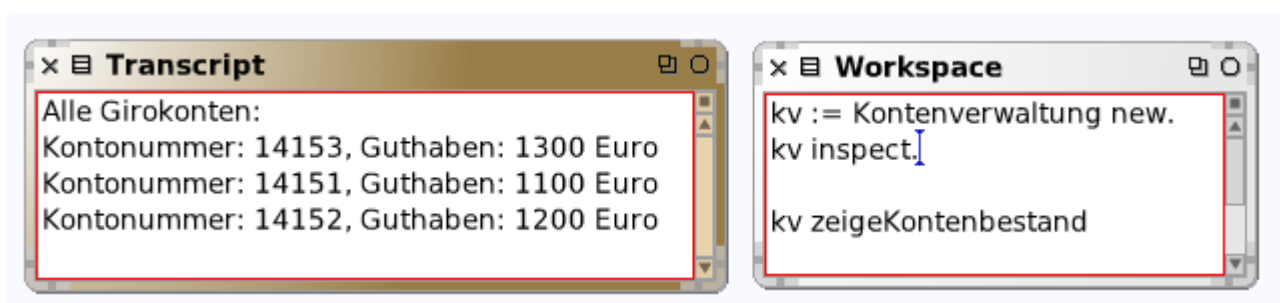 Transcript
Alle Girokonten:
Kontonummer: 14153, Guthaben: 1300 Euro
Kontonummer: 14151, Guthaben: 1100 Euro
Kontonummer: 14152, Guthaben: 1200 Euro
Workspace
kv := Kontenverwaltung new.
kv inspect.
kv zeigeKontenbestand